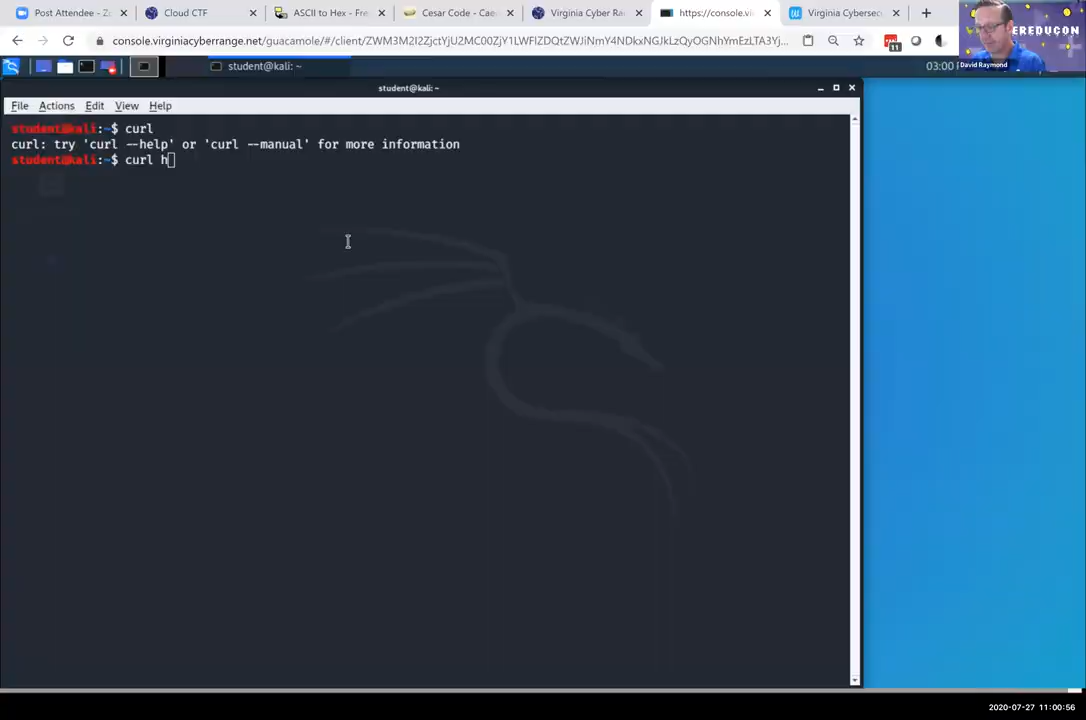 Post Attendee - Z
Cloud CTF
ASCII to Hex - Fre
Cesar Code - Cae
Virginia Cyber Ra
https://console.vi
Virginia Cybersec
console.virginiacyberrange.net/guacamole/#/client/
11
EREDUCON
David Raymond
student@kali: ~
03:00
student@kali: ~
File Actions Edit View Help
student@kali:~$ curl
curl: try 'curl --help' or 'curl --manual' for more information
student@kali:~$ curl h
2020-07-27 11:00:56